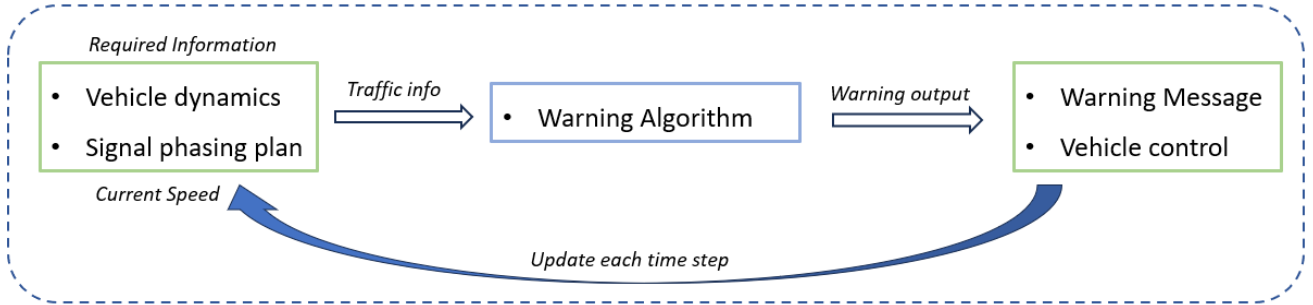 Required Information
• Vehicle dynamics
• Signal phasing plan
Current Speed
Traffic info
• Warning Algorithm
Warning output
• Warning Message
• Vehicle control
Update each time step